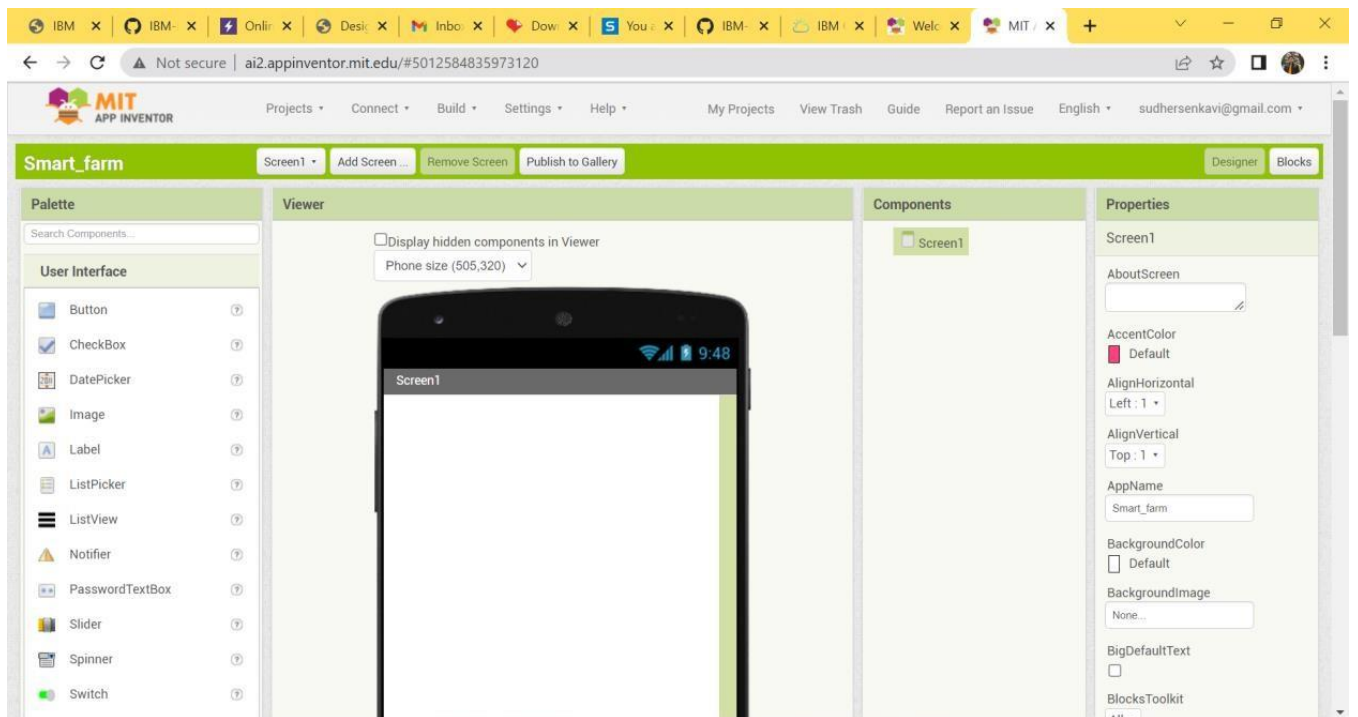 IBM IBM- Onlin Desig Inbo Dow You a IBM- IBM Welc MIT
Not secure ai2.appinventor.mit.edu/#5012584835973120
MIT
APP INVENTOR
Projects Connect Build Settings Help My Projects View Trash Guide Report an Issue English sudhersenkavi@gmail.com
Smart_farm Screen1 Add Screen ... Remove Screen Publish to Gallery Designer Blocks
Palette Viewer Components Properties
Search Components...
Display hidden components in Viewer
Screen1
Screen1
User Interface
Phone size (505,320)
AboutScreen
Button
CheckBox
AccentColor
Default
9:48
DatePicker
Screen1
AlignHorizontal
Left : 1
Image
AlignVertical
Label
Top : 1
ListPicker
AppName
Smart_farm
ListView
BackgroundColor
Notifier
Default
PasswordTextBox
BackgroundImage
None...
Slider
BigDefaultText
Spinner
Switch
BlocksToolkit